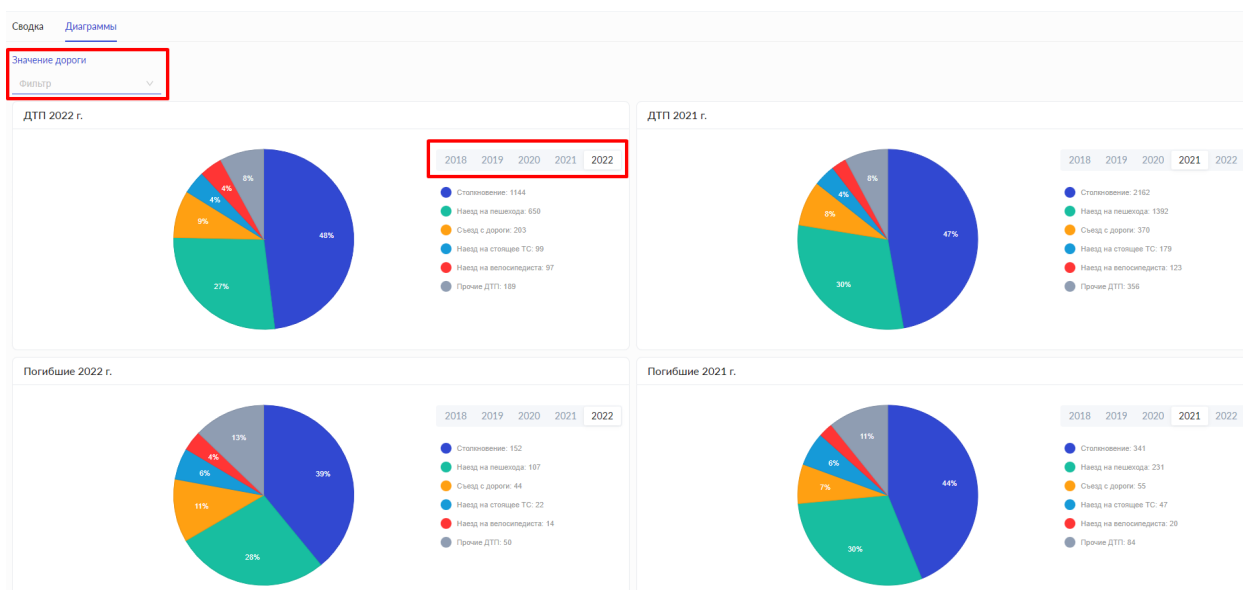 Сводка Диаграммы
Значение дороги
Фильтр
ДТП 2022 г.
2018 2019 2020 2021 2022
48%
27%
9%
4%
4%
8%
Столкновение: 1144
Наезд на пешехода: 650
Съезд с дороги: 203
Наезд на стоящее ТС: 99
Наезд на велосипедиста: 97
Прочие ДТП: 189
ДТП 2021 г.
2018 2019 2020 2021 2022
47%
30%
8%
4%
8%
Столкновение: 2162
Наезд на пешехода: 1392
Съезд с дороги: 370
Наезд на стоящее ТС: 179
Наезд на велосипедиста: 123
Прочие ДТП: 356
Погибшие 2022 г.
2018 2019 2020 2021 2022
39%
28%
11%
6%
4%
13%
Столкновение: 152
Наезд на пешехода: 107
Съезд с дороги: 44
Наезд на стоящее ТС: 22
Наезд на велосипедиста: 14
Прочие ДТП: 50
Погибшие 2021 г.
2018 2019 2020 2021 2022
44%
30%
7%
6%
11%
Столкновение: 341
Наезд на пешехода: 231
Съезд с дороги: 55
Наезд на стоящее ТС: 47
Наезд на велосипедиста: 20
Прочие ДТП: 84